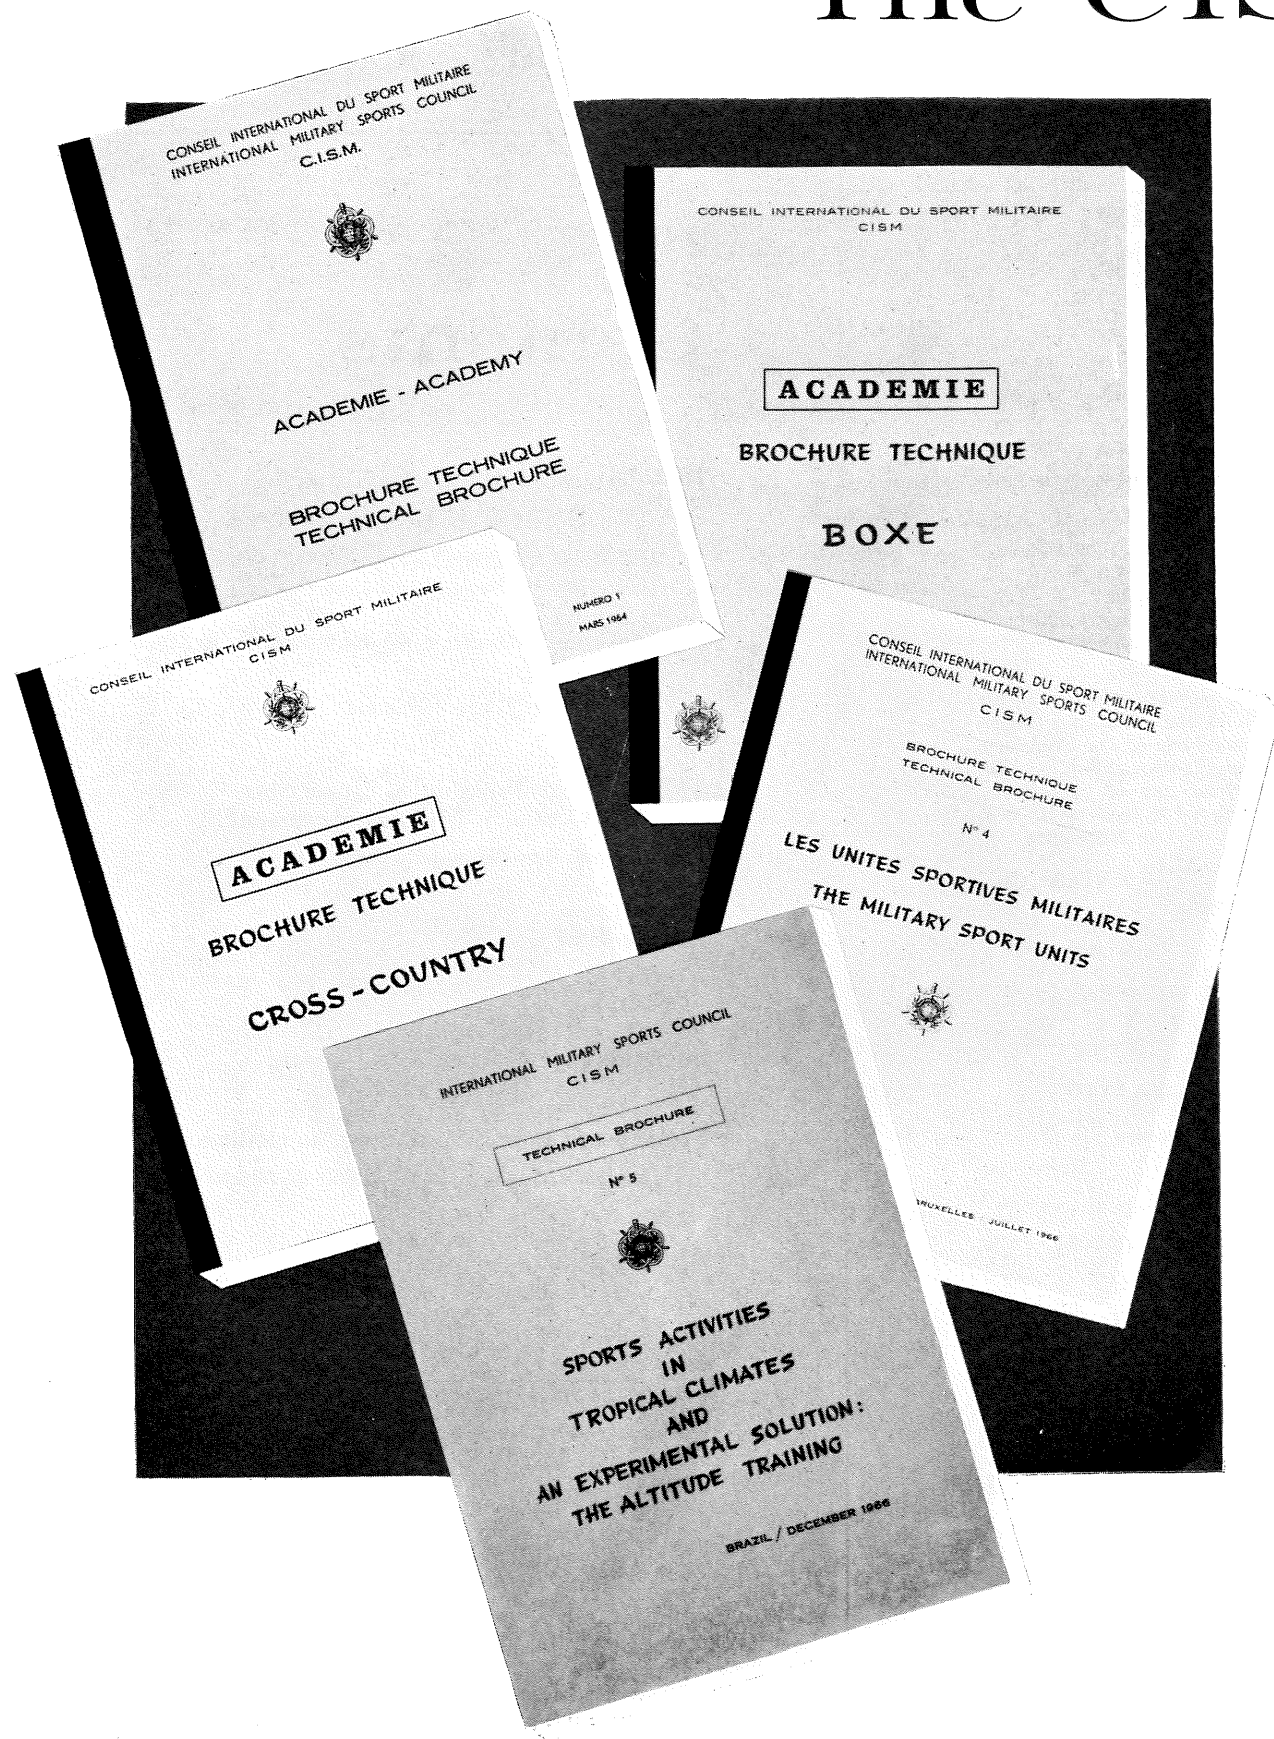 The CIS
CONSEIL INTERNATIONAL DU SPORT MILITAIRE
INTERNATIONAL MILITARY SPORTS COUNCIL
C.I.S.M.
ACADEMIE - ACADEMY
BROCHURE TECHNIQUE
TECHNICAL BROCHURE
NUMERO 1
MARS 1964
CONSEIL INTERNATIONAL DU SPORT MILITAIRE
CISM
ACADEMIE
BROCHURE TECHNIQUE
BOXE
CONSEIL INTERNATIONAL DU SPORT MILITAIRE
CISM
ACADEMIE
BROCHURE TECHNIQUE
CROSS-COUNTRY
CONSEIL INTERNATIONAL DU SPORT MILITAIRE
INTERNATIONAL MILITARY SPORTS COUNCIL
CISM
BROCHURE TECHNIQUE
TECHNICAL BROCHURE
N° 4
LES UNITES SPORTIVES MILITAIRES
THE MILITARY SPORT UNITS
BRUXELLES JUILLET 1966
INTERNATIONAL MILITARY SPORTS COUNCIL
CISM
TECHNICAL BROCHURE
N° 5
SPORTS ACTIVITIES
IN
TROPICAL CLIMATES
AND
AN EXPERIMENTAL SOLUTION:
THE ALTITUDE TRAINING
BRAZIL / DECEMBER 1966